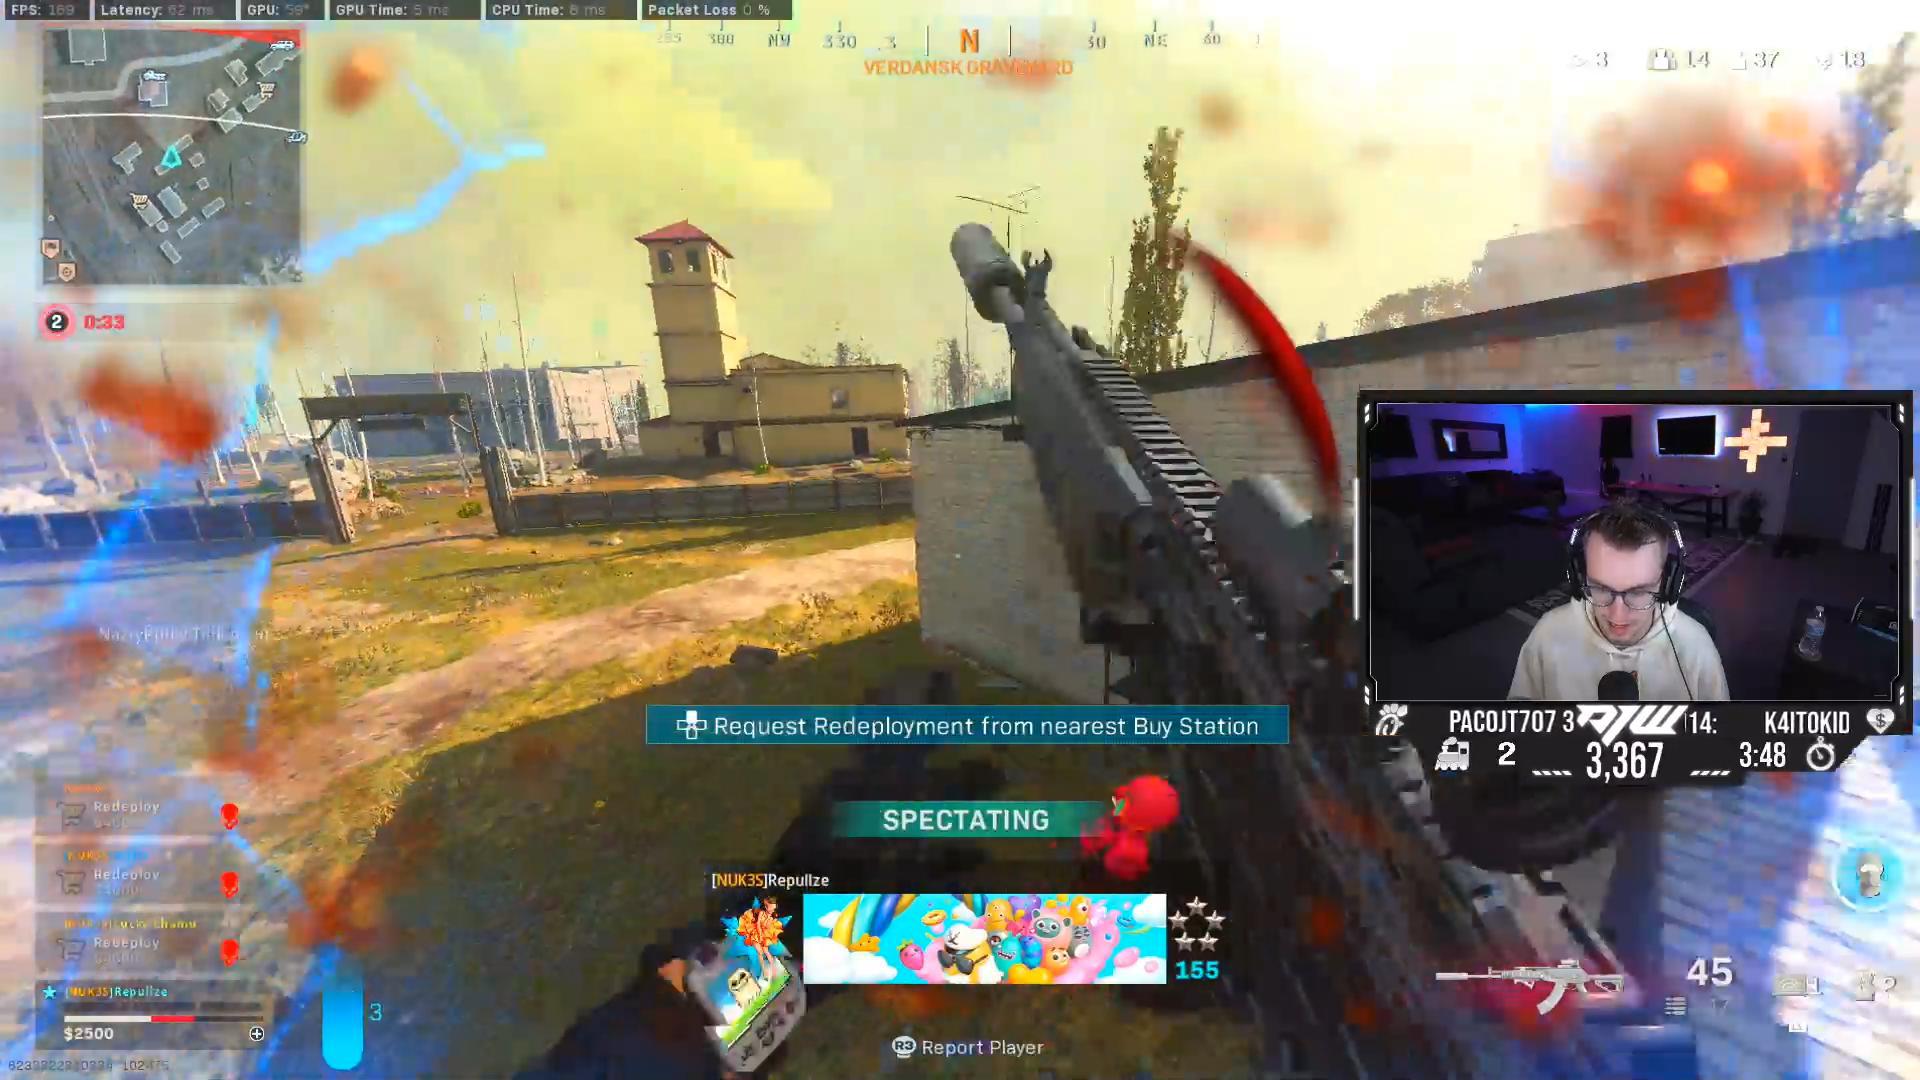 FPS: 169 Latency: 62 ms GPU: 59° GPU Time: 5 ms CPU Time: 8 ms Packet Loss 0 %
NW 330 N 30 NE 60
VERDANSK GRAVEYARD
3 14 37 18
2 0:33
Request Redeployment from nearest Buy Station
PACOJT707 3 14: K4ITOKID
2 3,367 3:48
Redeploy
SPECTATING
Redeploy
[NUK3S]Repullze
Redeploy
155
45
[NUK3S]Repullze
3
$2500
R3 Report Player